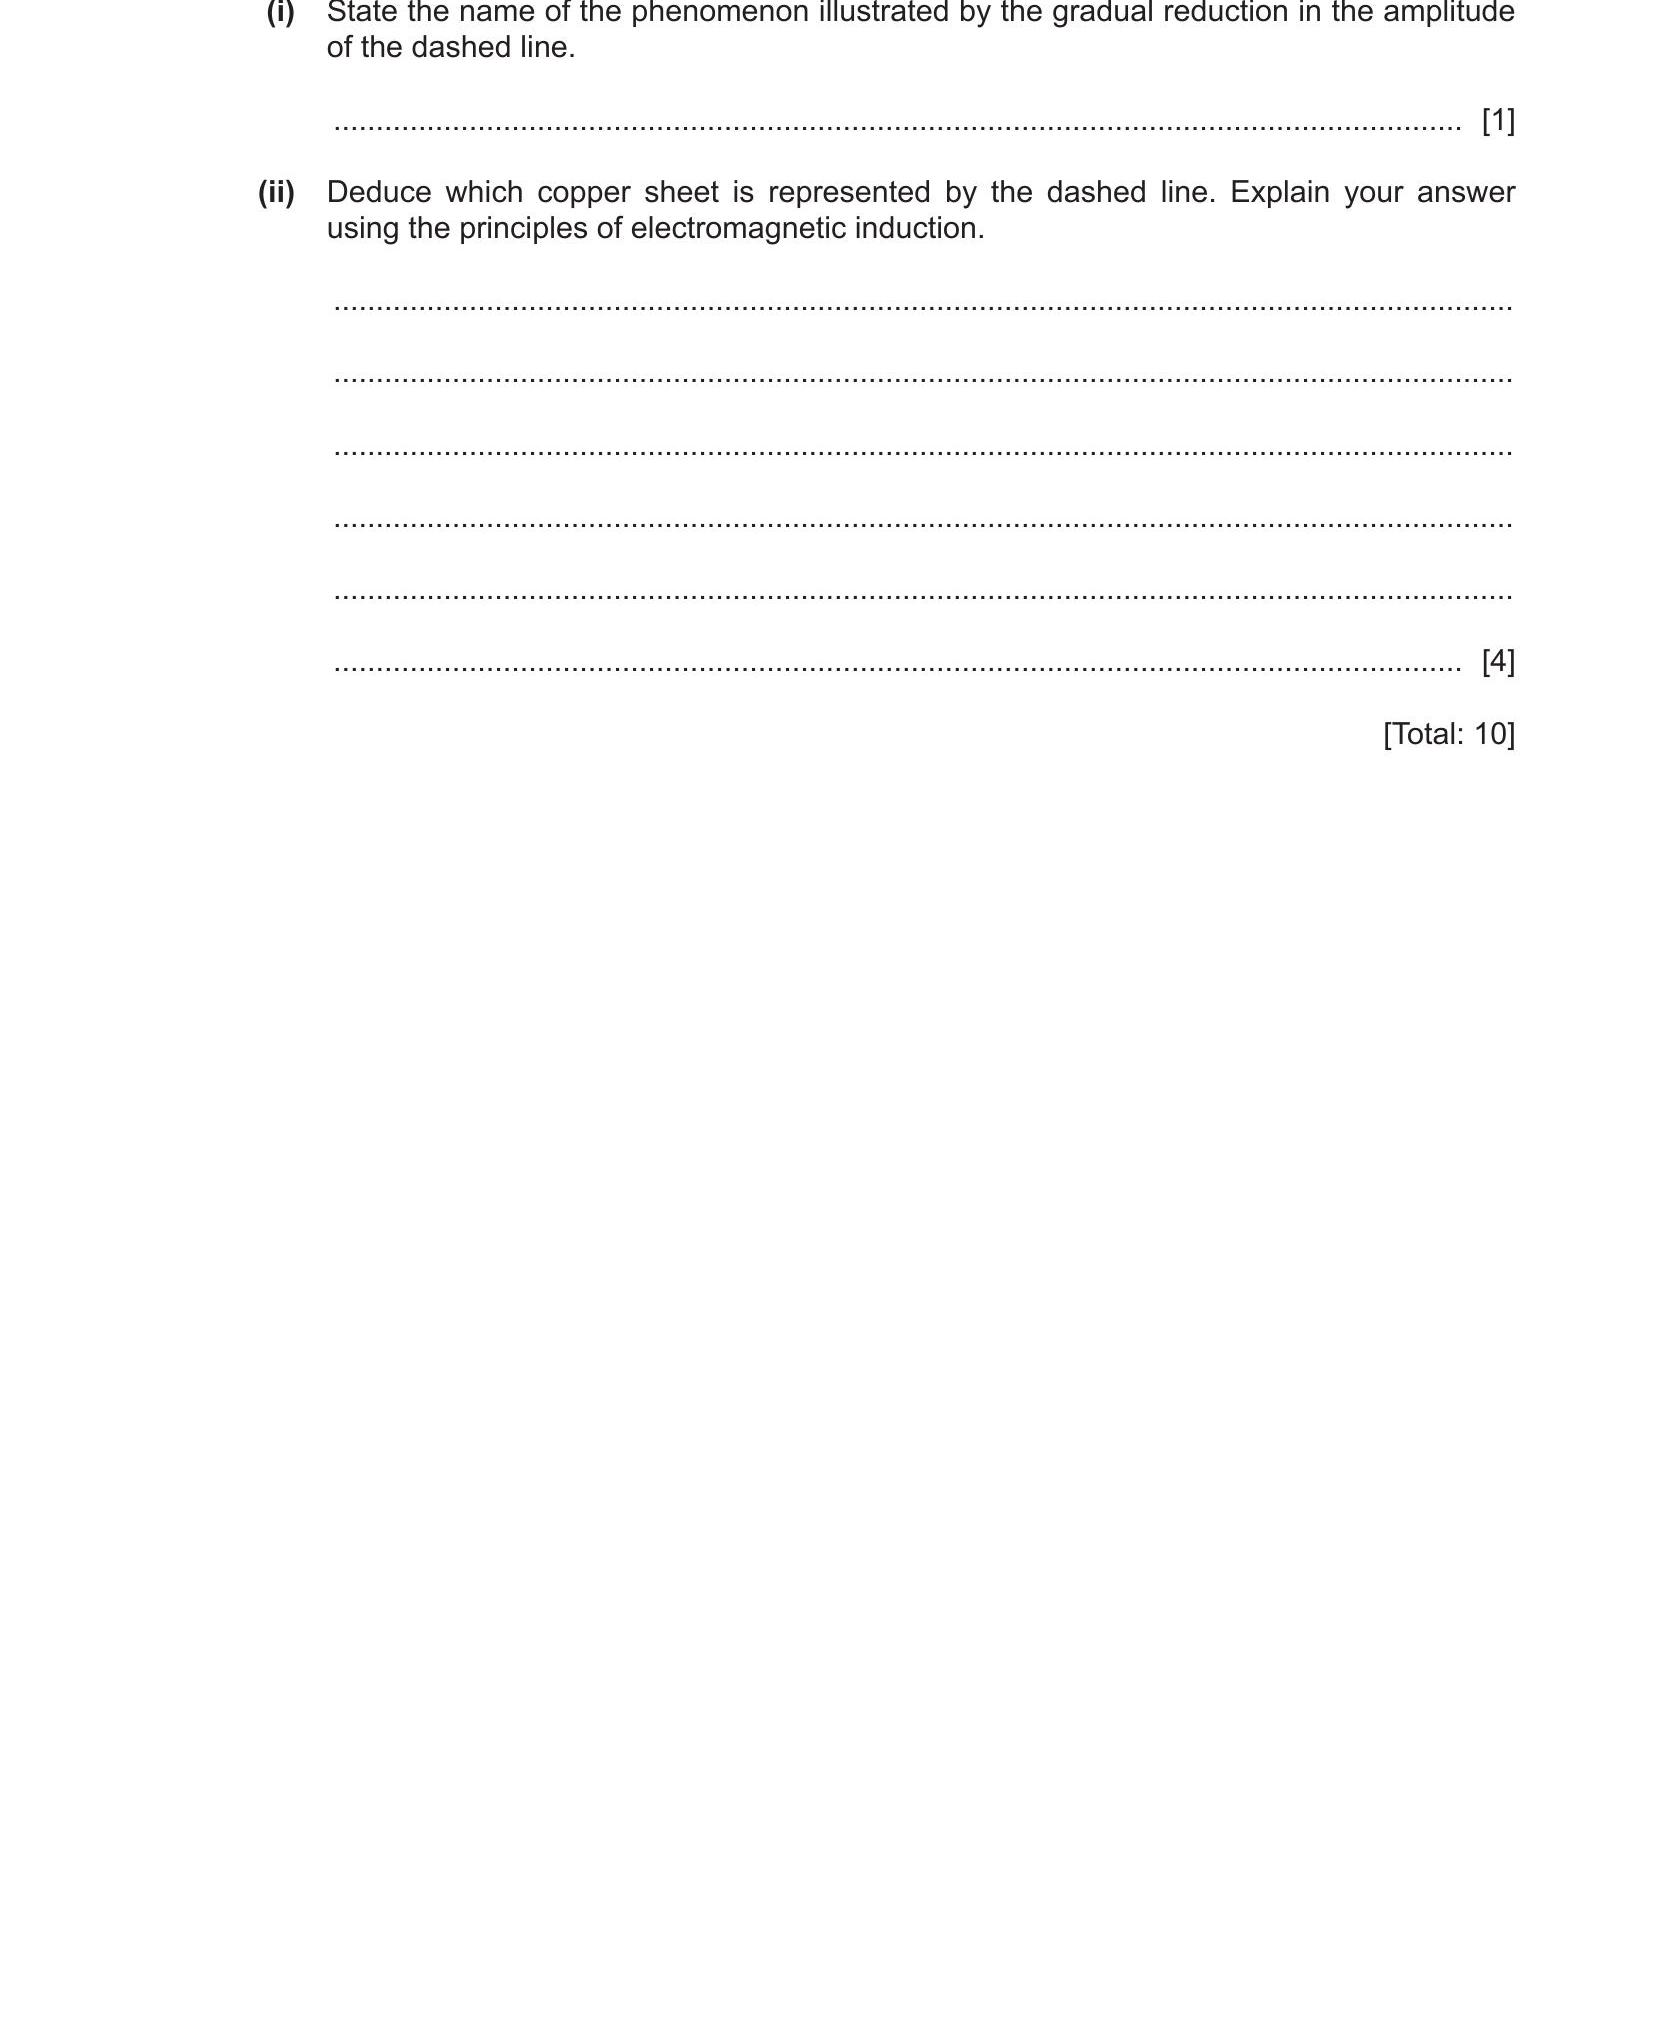 (i) State the name of the phenomenon illustrated by the gradual reduction in the amplitude
of the dashed line.
.................................................................................................................................... [1]
(ii) Deduce which copper sheet is represented by the dashed line. Explain your answer
using the principles of electromagnetic induction.
..........................................................................................................................................
..........................................................................................................................................
..........................................................................................................................................
..........................................................................................................................................
..........................................................................................................................................
.................................................................................................................................... [4]
[Total: 10]